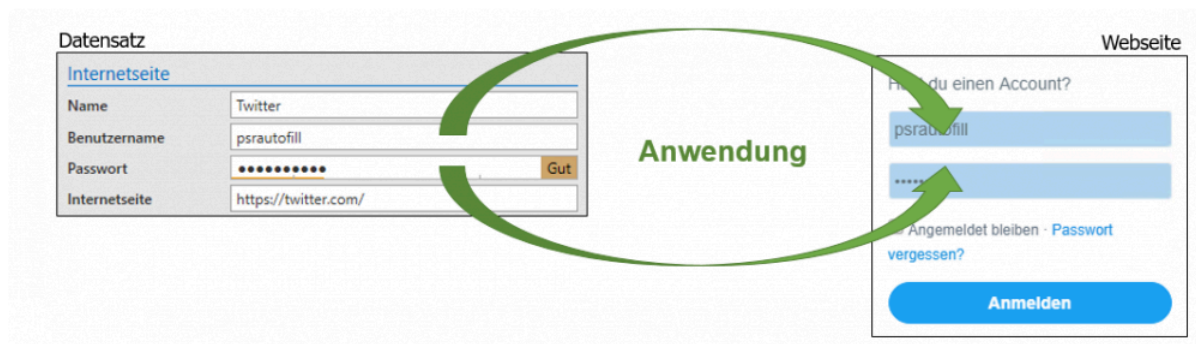 Datensatz
Internetseite
Name Twitter
Benutzername psrautofill
Passwort •••••••••• Gut
Internetseite https://twitter.com/
Anwendung
Webseite
du einen Account?
psrautofill
•••••
Angemeldet bleiben · Passwort
vergessen?
Anmelden